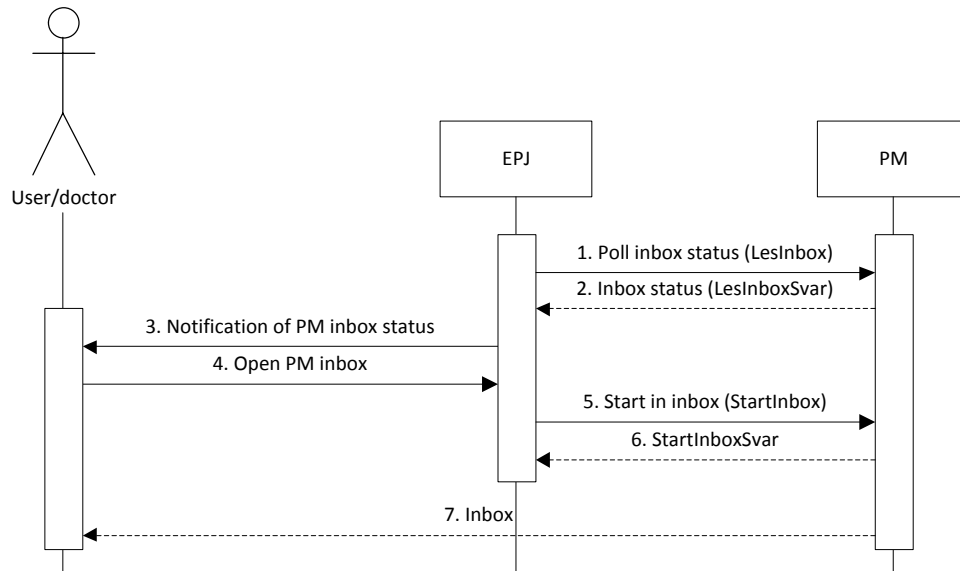 EPJ
PM
User/doctor
1. Poll inbox status (LesInbox)
2. Inbox status (LesInboxSvar)
3. Notification of PM inbox status
4. Open PM inbox
5. Start in inbox (StartInbox)
6. StartInboxSvar
7. Inbox